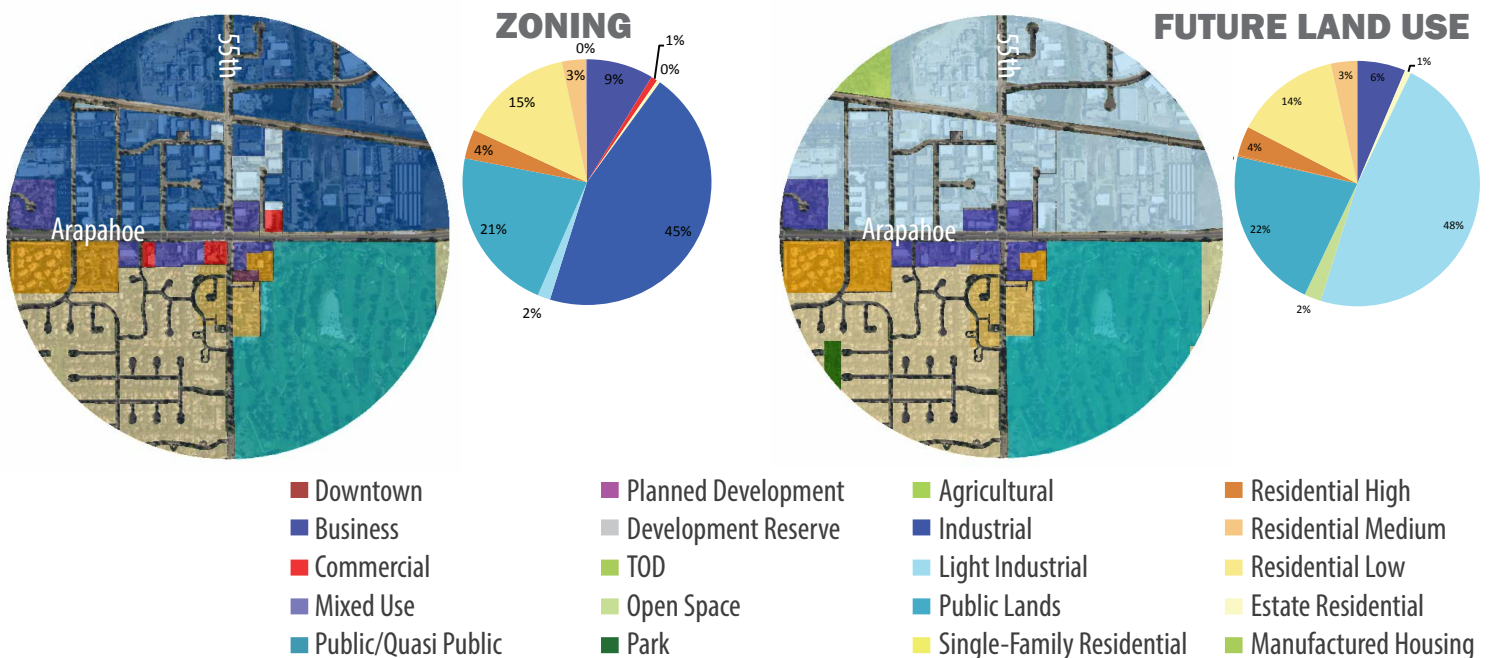 ZONING
FUTURE LAND USE
55th
Arapahoe
0%
1%
0%
3%
9%
15%
4%
21%
45%
2%
55th
Arapahoe
1%
3%
6%
14%
4%
22%
48%
2%
Downtown
Business
Commercial
Mixed Use
Public/Quasi Public
Planned Development
Development Reserve
TOD
Open Space
Park
Agricultural
Industrial
Light Industrial
Public Lands
Single-Family Residential
Residential High
Residential Medium
Residential Low
Estate Residential
Manufactured Housing